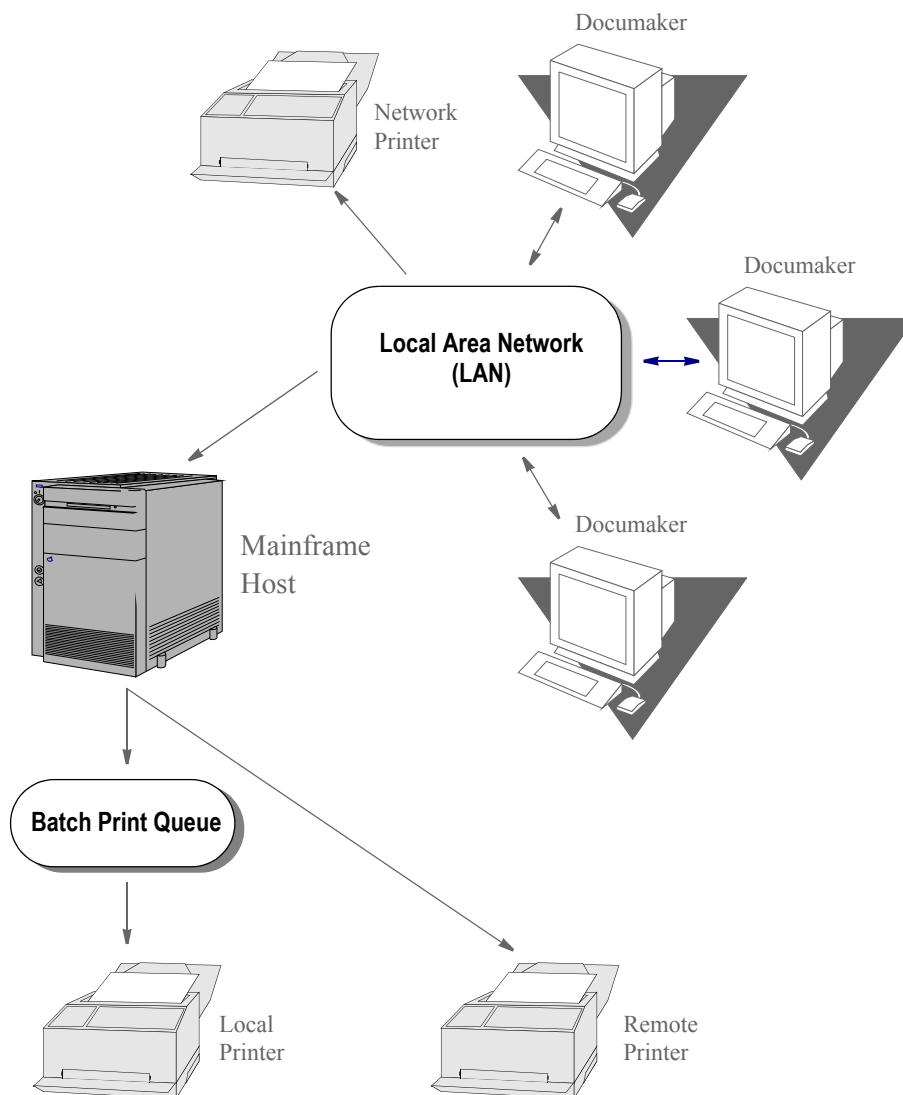 Documaker
Network
Printer
Documaker
Local Area Network
(LAN)
Documaker
Mainframe
Host
Batch Print Queue
Local
Printer
Remote
Printer